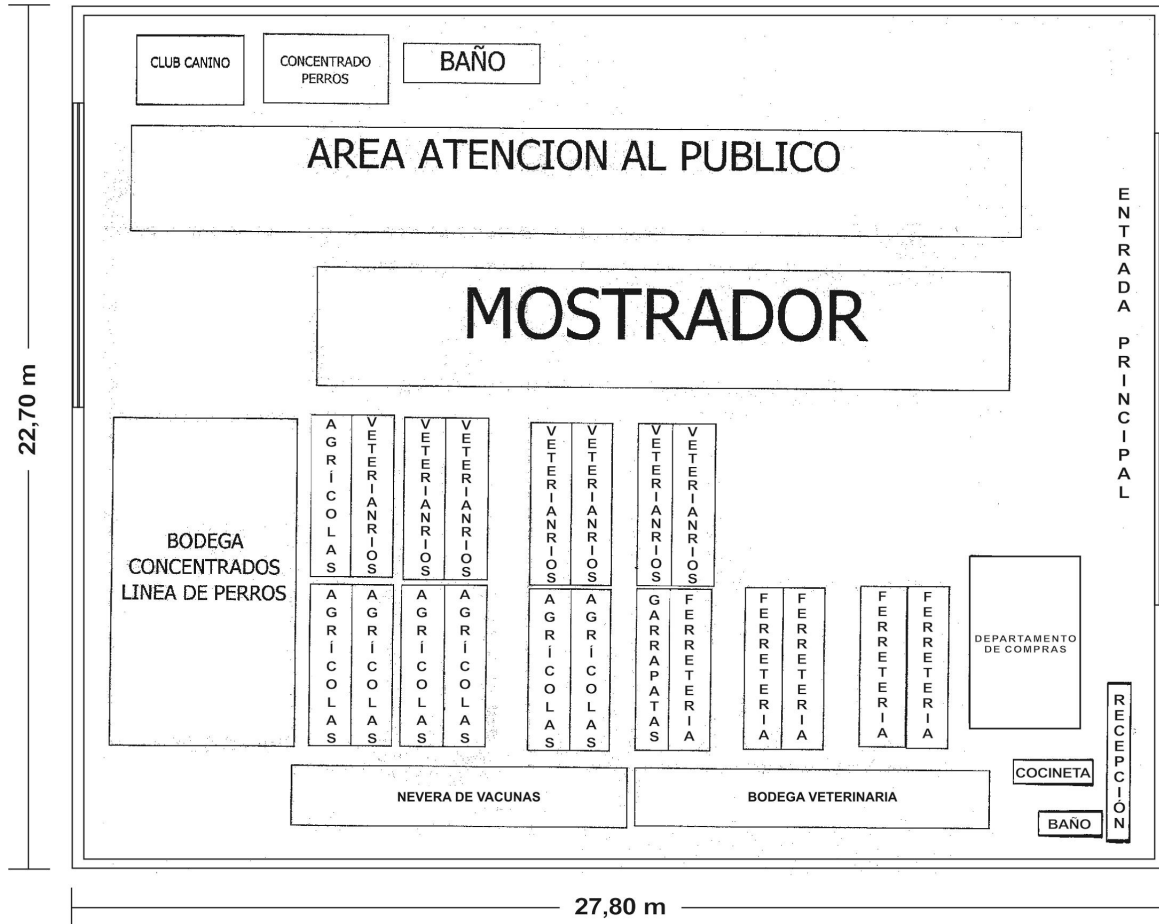 CLUB CANINO
CONCENTRADO
PERROS
BAÑO
AREA ATENCION AL PUBLICO
MOSTRADOR
ENTRADA PRINCIPAL
22,70 m
BODEGA
CONCENTRADOS
LINEA DE PERROS
AGRÍCOLAS
VETERIANRIOS
VETERIANRIOS
VETERIANRIOS
VETERIANRIOS
VETERIANRIOS
VETERIANRIOS
VETERIANRIOS
AGRÍCOLAS
AGRÍCOLAS
AGRÍCOLAS
AGRÍCOLAS
AGRÍCOLAS
AGRÍCOLAS
GARRAPATAS
FERRETERIA
FERRETERIA
FERRETERIA
FERRETERIA
FERRETERIA
DEPARTAMENTO
DE COMPRAS
RECEPCIÓN
COCINETA
BAÑO
NEVERA DE VACUNAS
BODEGA VETERINARIA
27,80 m